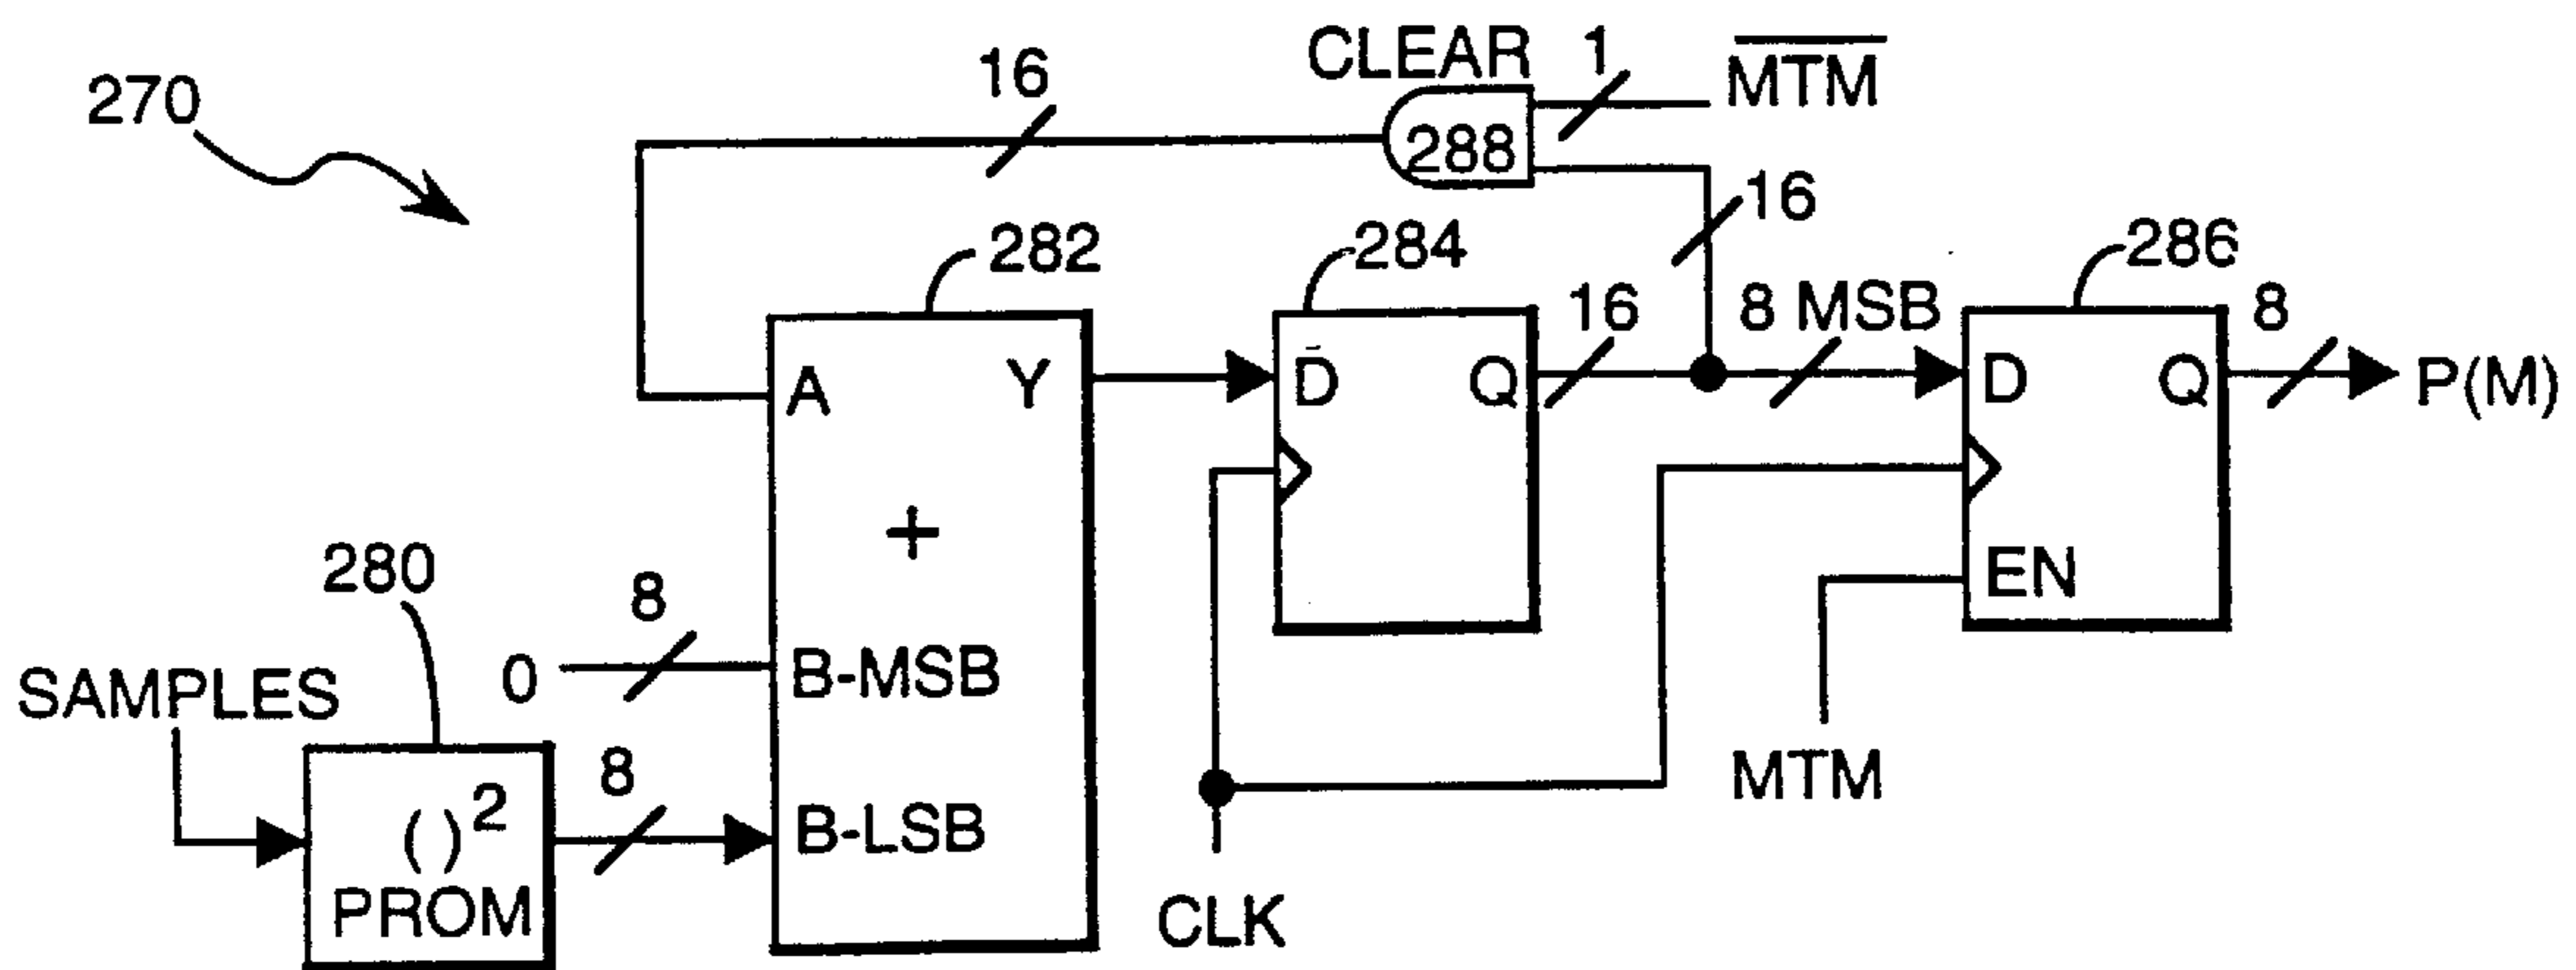 CLEAR
1
MTM
16
270
288
16
282
284
286
16
8 MSB
8
A
Y
D
Q
D
Q
P(M)
+
280
8
EN
0
B-MSB
SAMPLES
8
MTM
( )2
B-LSB
PROM
CLK